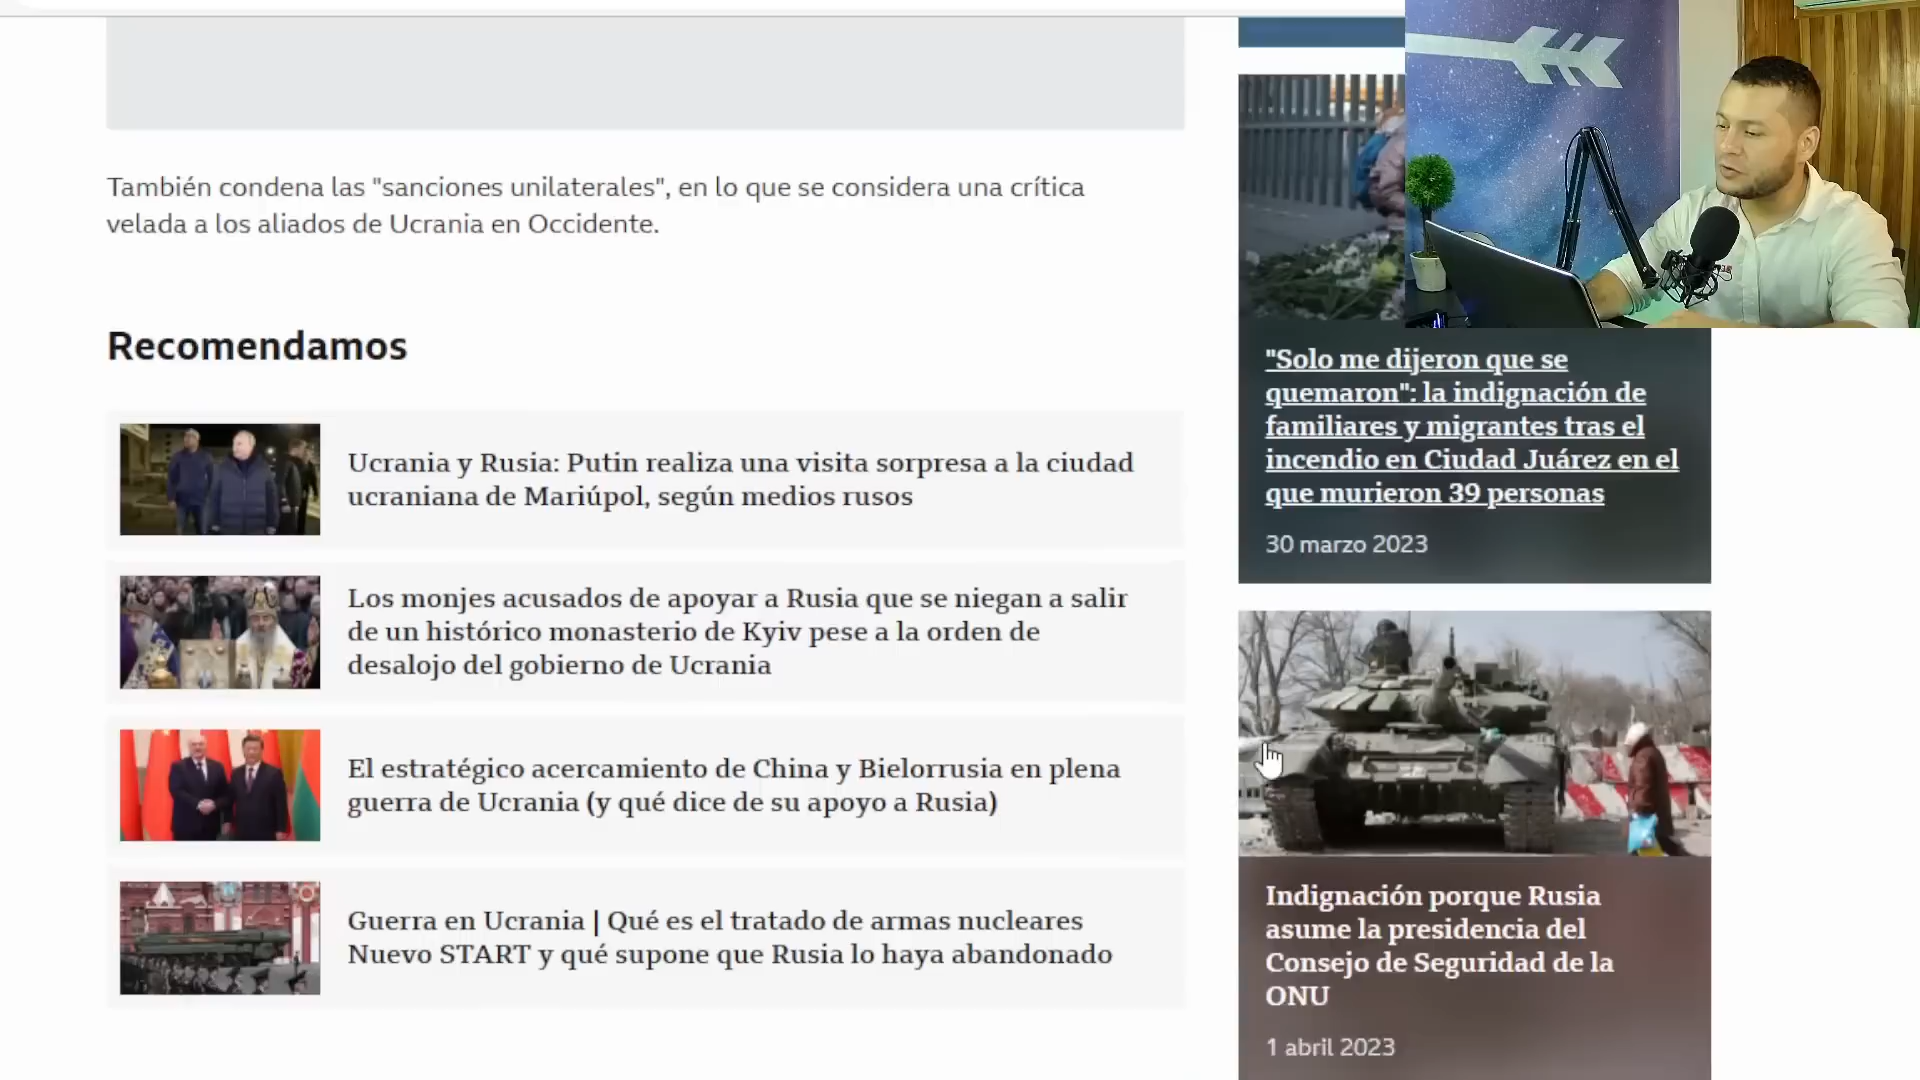 También condena las "sanciones unilaterales", en lo que se considera una crítica
velada a los aliados de Ucrania en Occidente.
Recomendamos
Ucrania y Rusia: Putin realiza una visita sorpresa a la ciudad
ucraniana de Mariúpol, según medios rusos
Los monjes acusados de apoyar a Rusia que se niegan a salir
de un histórico monasterio de Kyiv pese a la orden de
desalojo del gobierno de Ucrania
El estratégico acercamiento de China y Bielorrusia en plena
guerra de Ucrania (y qué dice de su apoyo a Rusia)
Guerra en Ucrania | Qué es el tratado de armas nucleares
Nuevo START y qué supone que Rusia lo haya abandonado
"Solo me dijeron que se
quemaron": la indignación de
familiares y migrantes tras el
incendio en Ciudad Juárez en el
que murieron 39 personas
30 marzo 2023
Indignación porque Rusia
asume la presidencia del
Consejo de Seguridad de la
ONU
1 abril 2023